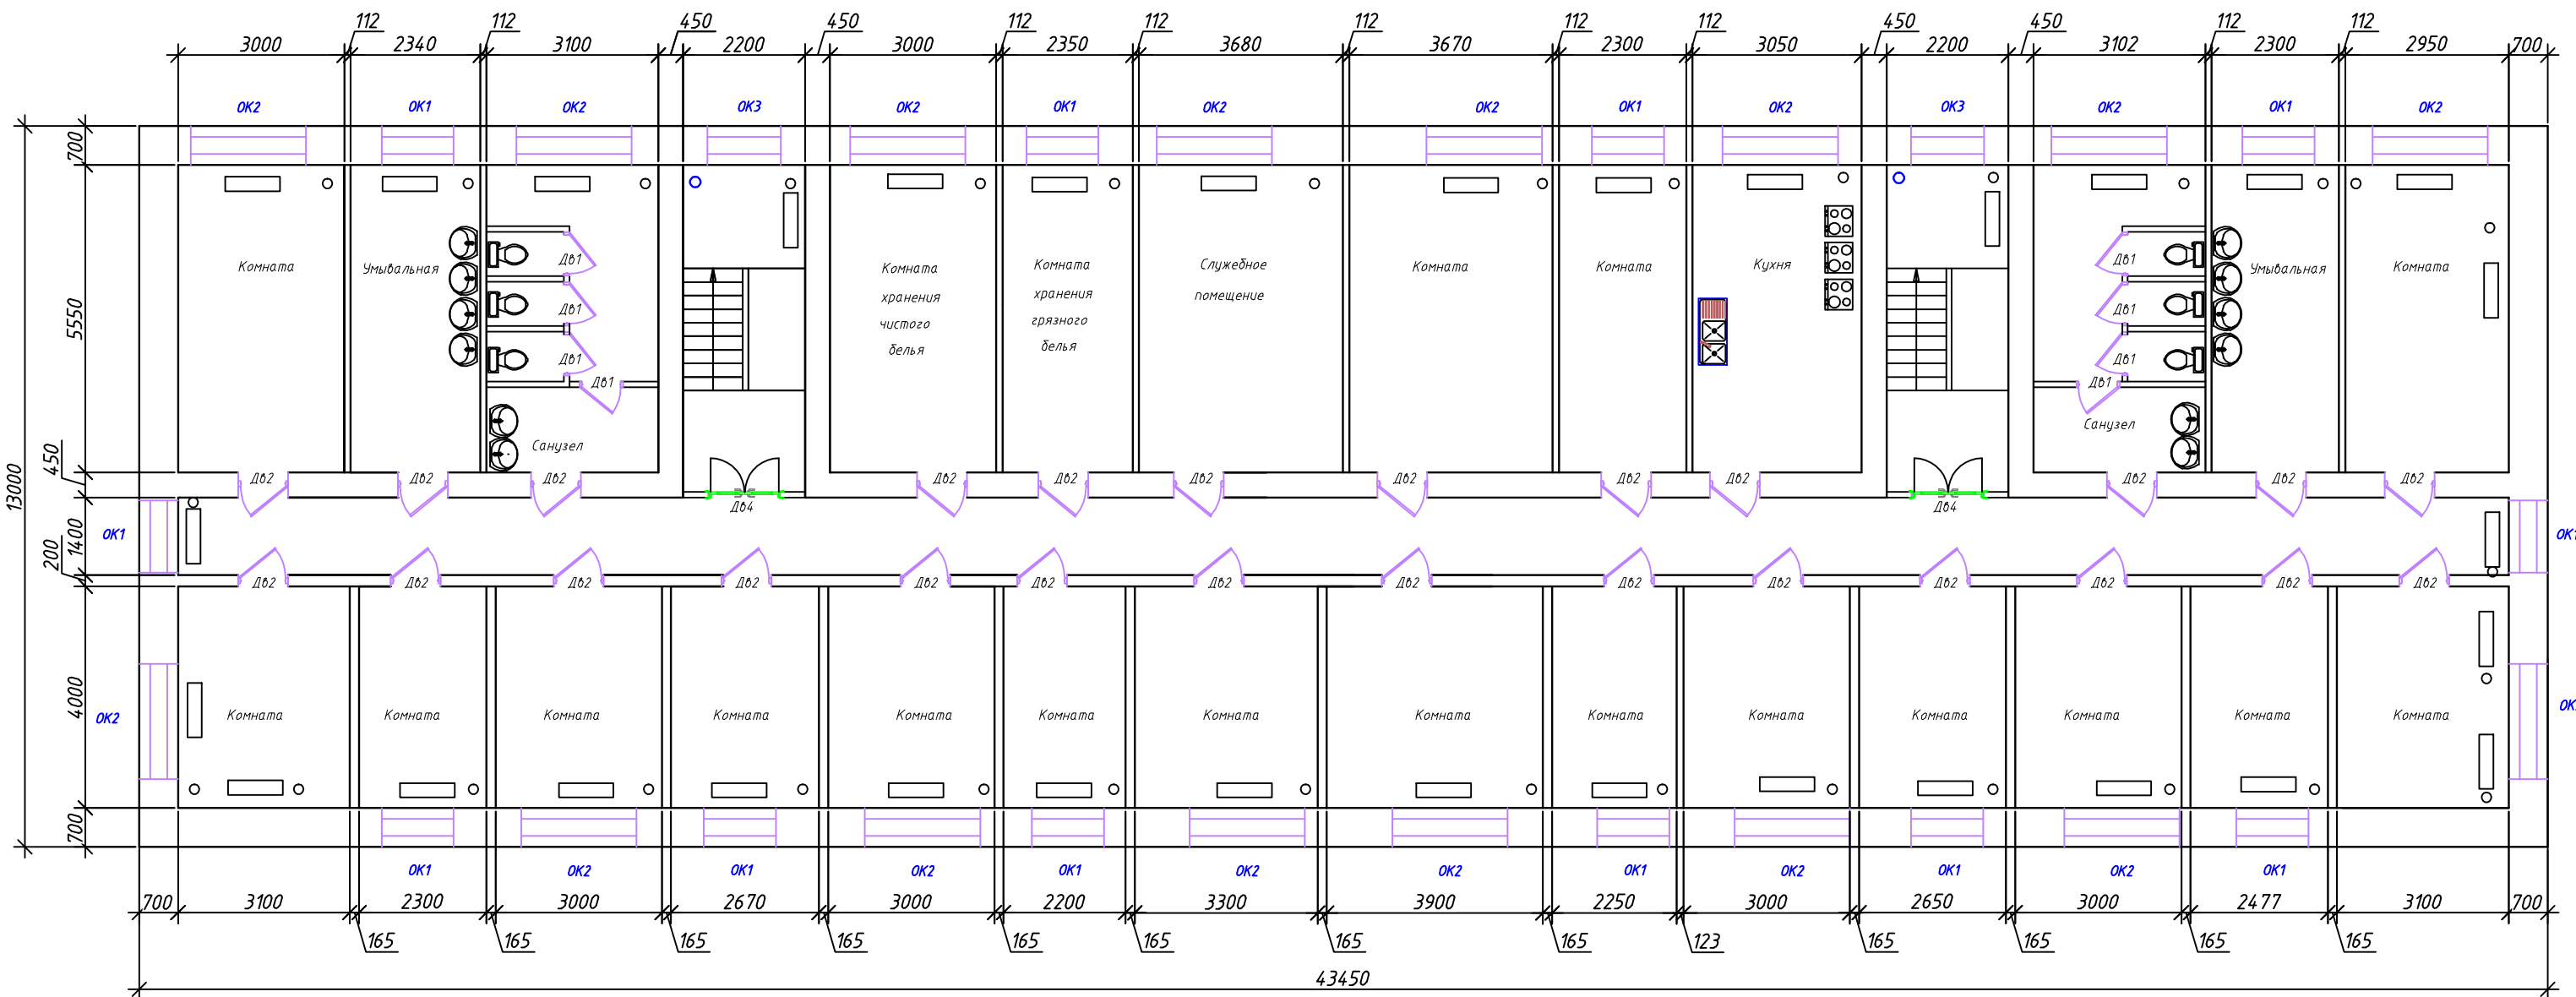 112 112 450 450 112 112 112 112 112 450 450 112 112
3000 2340 3100 2200 3000 2350 3680 3670 2300 3050 2200 3102 2300 2950 700
ОК2 ОК1 ОК2 ОК3 ОК2 ОК1 ОК2 ОК2 ОК1 ОК2 ОК3 ОК2 ОК1 ОК2
700
Дв1 Дв1
Комната Умывальная Комната Комната Служебное Комната Комната Кухня Умывальная Комната
хранения хранения помещение
Дв1 Дв1
5550
чистого грязного
белья белья
Дв1 Дв1
Дв1 Дв1
Санузел Санузел
450
13000
Дв2 Дв2 Дв2 Дв2 Дв2 Дв2 Дв2 Дв2 Дв2 Дв2 Дв2 Дв2
Дв4 Дв4
ОК1 1400 ОК1
200
Дв2 Дв2 Дв2 Дв2 Дв2 Дв2 Дв2 Дв2 Дв2 Дв2 Дв2 Дв2 Дв2 Дв2
4000
ОК2 Комната Комната Комната Комната Комната Комната Комната Комната Комната Комната Комната Комната Комната Комната ОК
700
ОК1 ОК2 ОК1 ОК2 ОК1 ОК2 ОК2 ОК1 ОК2 ОК1 ОК2 ОК1
700 3100 2300 3000 2670 3000 2200 3300 3900 2250 3000 2650 3000 2477 3100 700
165 165 165 165 165 165 165 165 123 165 165 165 165
43450